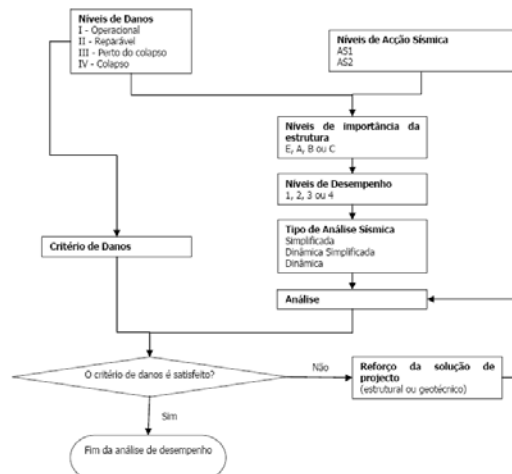 Níveis de Danos
I - Operacional
II - Reparável
III - Perto do colapso
IV - Colapso
Níveis de Acção Sísmica
AS1
AS2
Níveis de importância da
estrutura
E, A, B ou C
Níveis de Desempenho
1, 2, 3 ou 4
Tipo de Análise Sísmica
Simplificada
Dinâmica Simplificada
Dinâmica
Critério de Danos
Análise
O critério de danos é satisfeito?
Não
Reforço da solução de
projecto
(estrutural ou geotécnico)
Sim
Fim da análise de desempenho